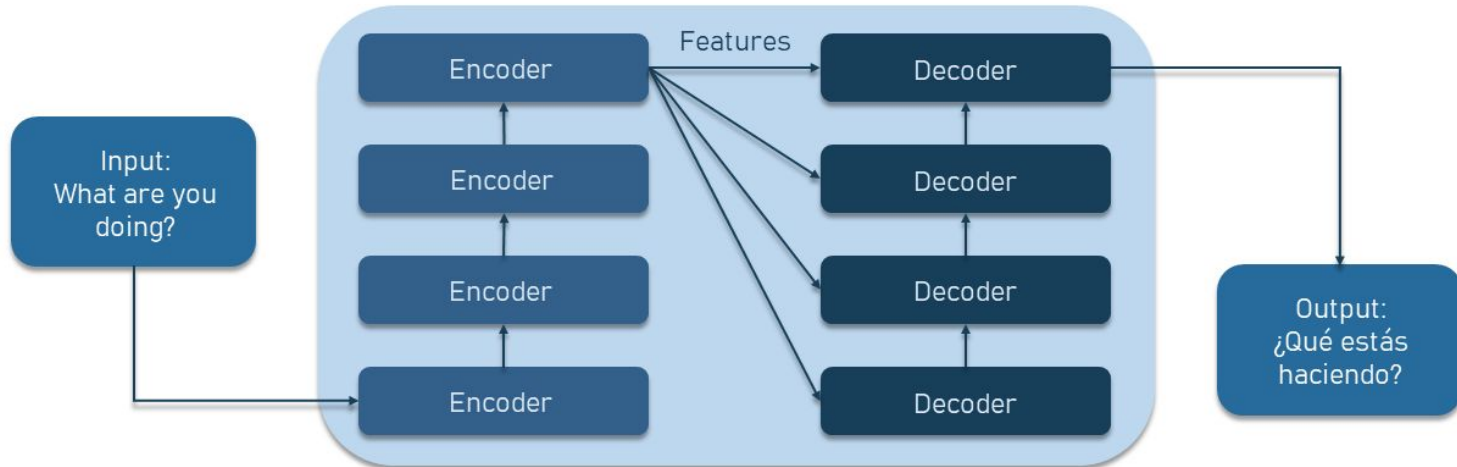 Features
Encoder
Decoder
Input:
What are you
doing?
Encoder
Decoder
Encoder
Decoder
Output:
¿Qué estás
haciendo?
Encoder
Decoder